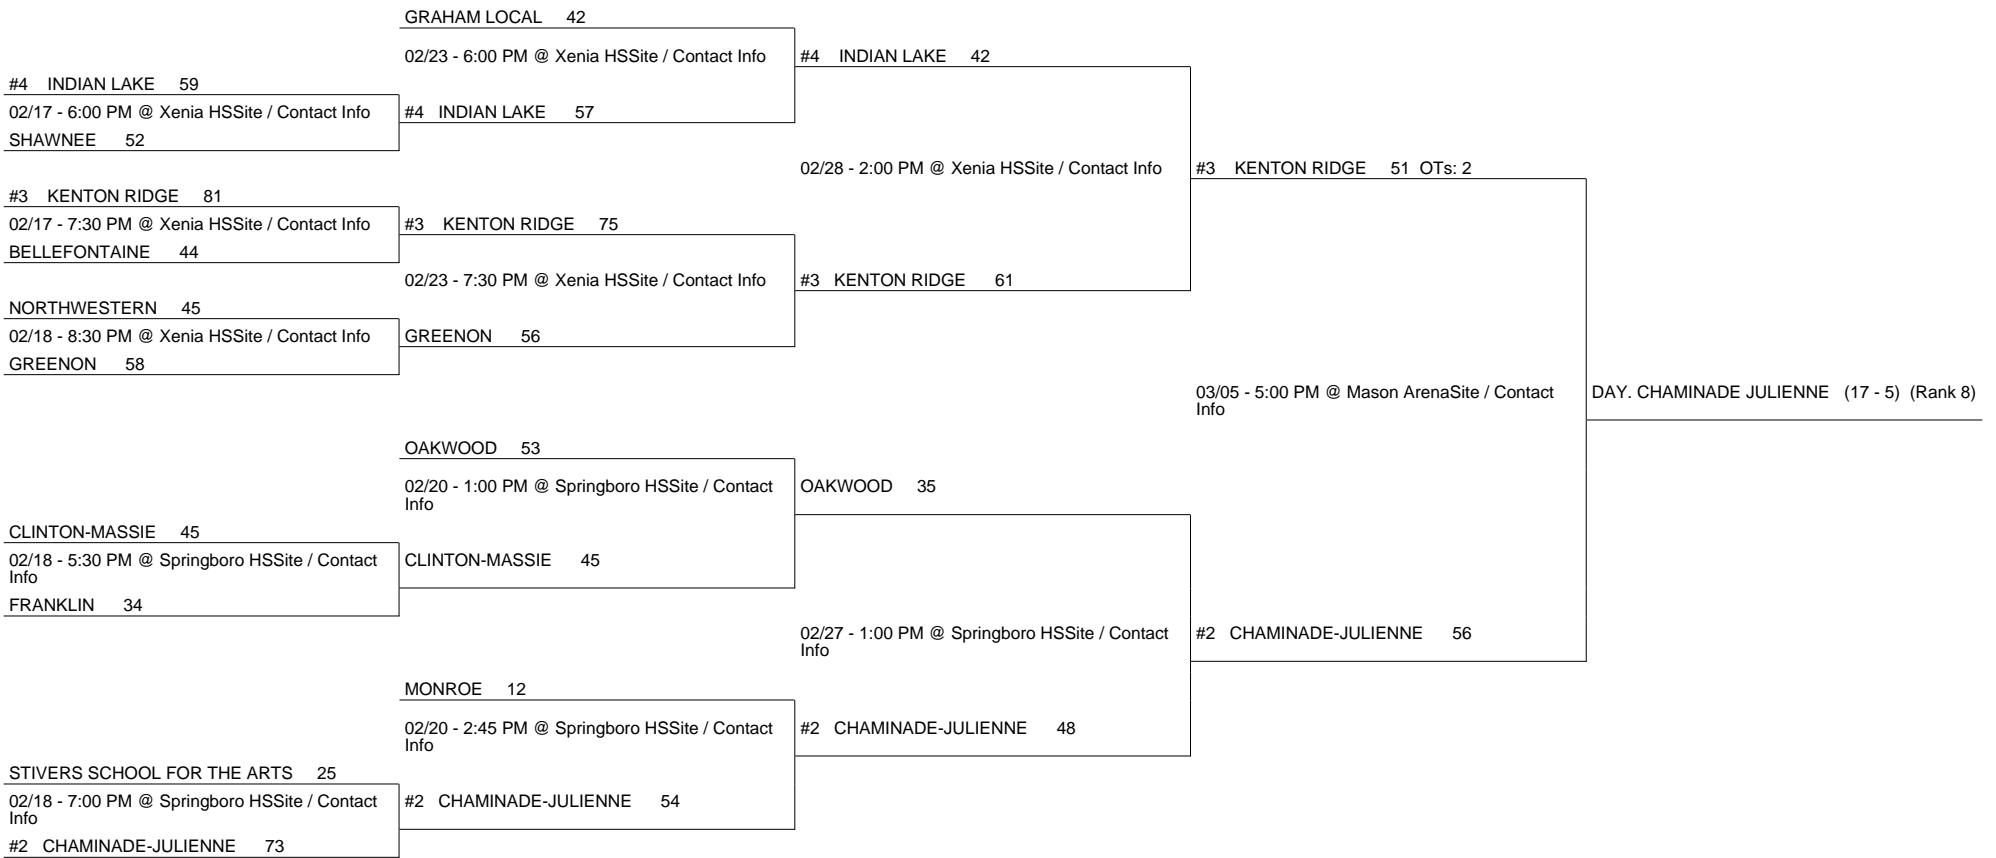 GRAHAM LOCAL 42
02/23 - 6:00 PM @ Xenia HSSite / Contact Info
#4 INDIAN LAKE 42
#4 INDIAN LAKE 59
02/17 - 6:00 PM @ Xenia HSSite / Contact Info
#4 INDIAN LAKE 57
SHAWNEE 52
02/28 - 2:00 PM @ Xenia HSSite / Contact Info
#3 KENTON RIDGE 51 OTs: 2
#3 KENTON RIDGE 81
02/17 - 7:30 PM @ Xenia HSSite / Contact Info
#3 KENTON RIDGE 75
BELLEFONTAINE 44
02/23 - 7:30 PM @ Xenia HSSite / Contact Info
#3 KENTON RIDGE 61
NORTHWESTERN 45
02/18 - 8:30 PM @ Xenia HSSite / Contact Info
GREENON 56
GREENON 58
03/05 - 5:00 PM @ Mason ArenaSite / Contact
Info
DAY. CHAMINADE JULIENNE (17 - 5) (Rank 8)
OAKWOOD 53
02/20 - 1:00 PM @ Springboro HSSite / Contact
Info
OAKWOOD 35
CLINTON-MASSIE 45
02/18 - 5:30 PM @ Springboro HSSite / Contact
Info
CLINTON-MASSIE 45
FRANKLIN 34
02/27 - 1:00 PM @ Springboro HSSite / Contact
Info
#2 CHAMINADE-JULIENNE 56
MONROE 12
02/20 - 2:45 PM @ Springboro HSSite / Contact
Info
#2 CHAMINADE-JULIENNE 48
STIVERS SCHOOL FOR THE ARTS 25
02/18 - 7:00 PM @ Springboro HSSite / Contact
Info
#2 CHAMINADE-JULIENNE 54
#2 CHAMINADE-JULIENNE 73